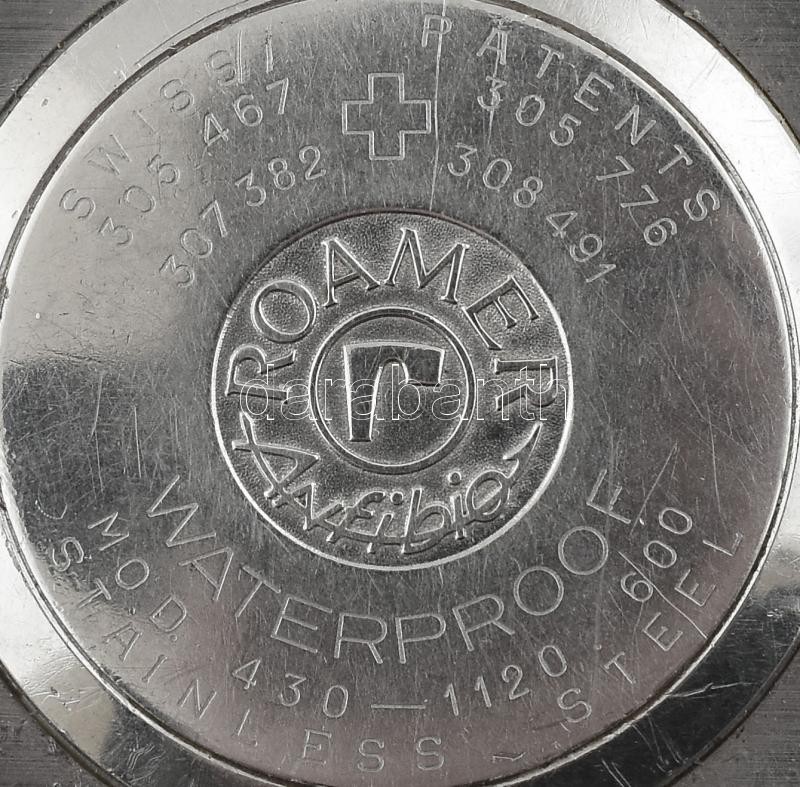 SWISS PATENTS
305 467 305 776
307 382 308 491
ROAMER
r
Anfibio
WATERPROOF
MOD. 430 — 1120 600
STAINLESS ~ STEEL
darabanth